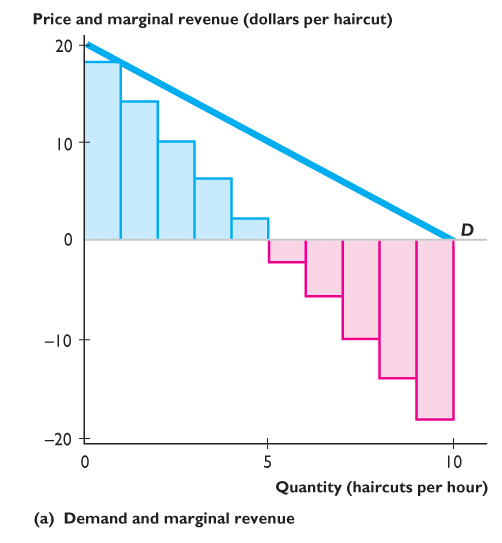 Price and marginal revenue (dollars per haircut)
20
10
0
D
−10
−20
0
5
10
Quantity (haircuts per hour)
(a) Demand and marginal revenue